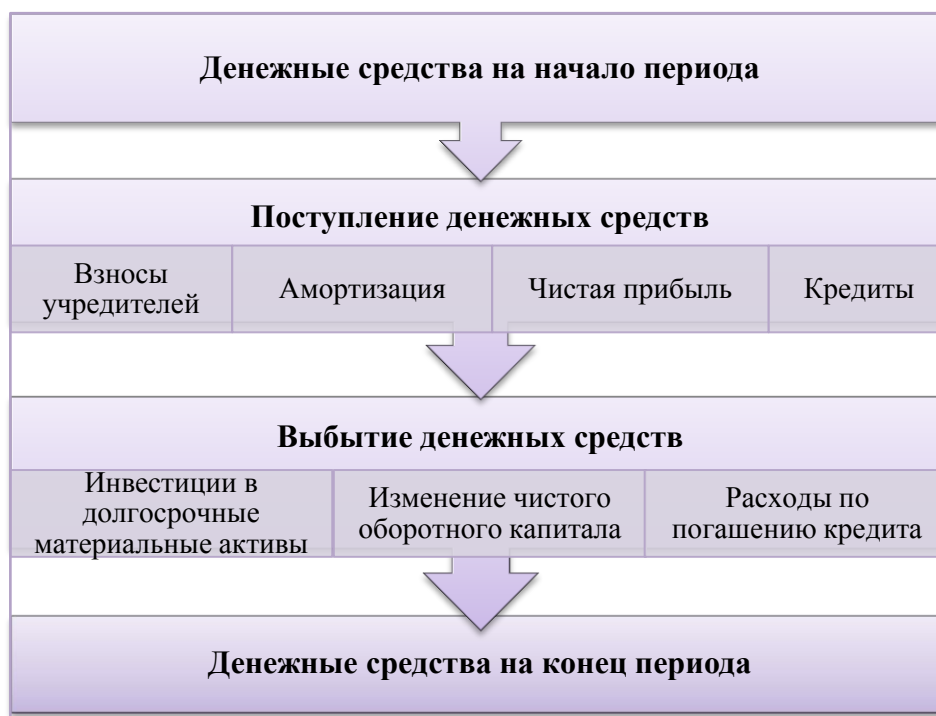 Денежные средства на начало периода
Поступление денежных средств
Взносы
учредителей
Амортизация
Чистая прибыль
Кредиты
Выбытие денежных средств
Инвестиции в
долгосрочные
материальные активы
Изменение чистого
оборотного капитала
Расходы по
погашению кредита
Денежные средства на конец периода